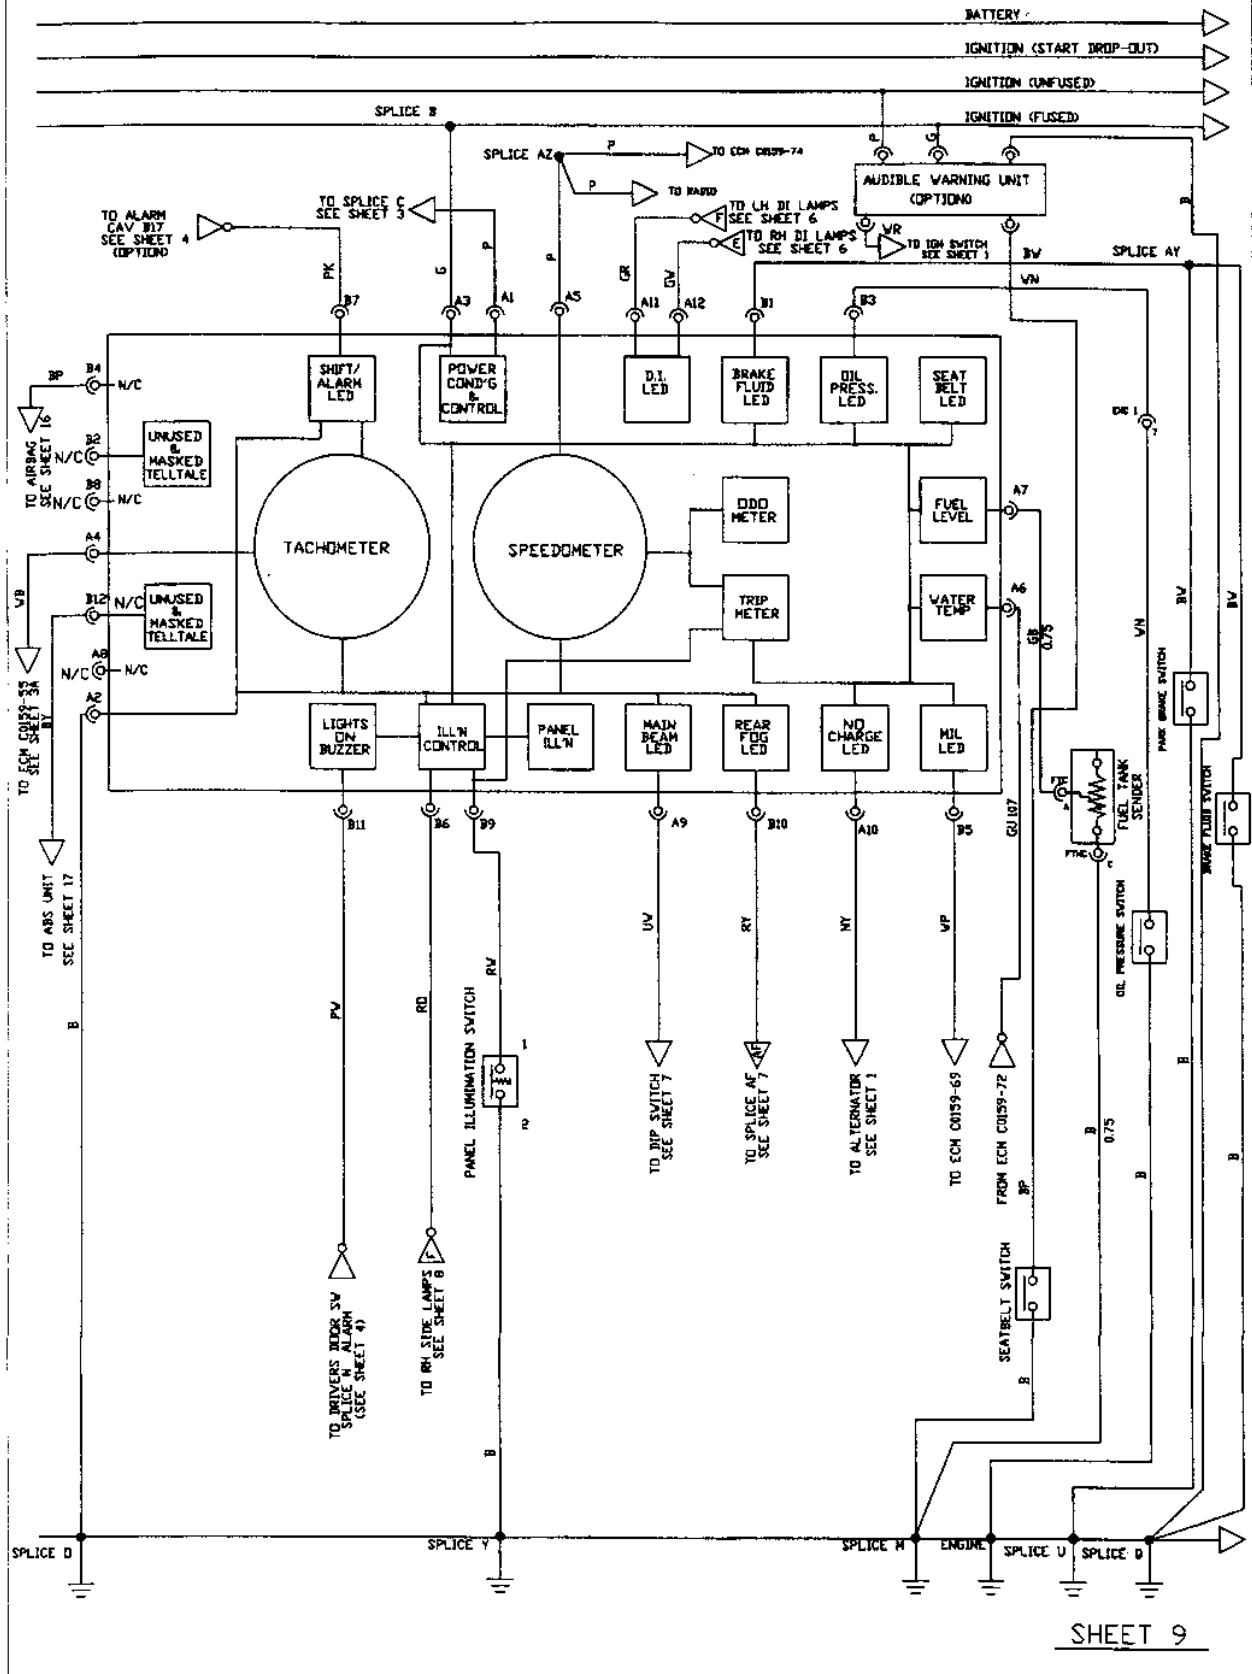 BATTERY
IGNITION (START DROP-OUT)
IGNITION (UNFUSED)
IGNITION (FUSED)
SPLICE B
SPLICE AZ
P
TO ECM C0159-74
P
TO RADIO
P
G
AUDIBLE WARNING UNIT
(OPTION)
B
TO SPLICE C
SEE SHEET 3
TO ALARM
CAV B17
SEE SHEET 4
(OPTION)
TO LH DI LAMPS
SEE SHEET 6
F
TO RH DI LAMPS
SEE SHEET 6
E
WR
TO IGN SWITCH
SEE SHEET 1
BW
SPLICE AY
WN
PK
G
P
P
GR
GW
B7
A3
A1
A5
A11
A12
B1
B3
B4
BP
N/C
SHIFT/
ALARM
LED
POWER
COND'G
&
CONTROL
D.I.
LED
BRAKE
FLUID
LED
OIL
PRESS.
LED
SEAT
BELT
LED
TO AIRBAG
SEE SHEET 16
B2
N/C
UNUSED
&
MASKED
TELLTALE
B8
N/C
N/C
A4
TACHOMETER
SPEEDOMETER
ODO
METER
FUEL
LEVEL
A7
7
WB
B12
N/C
UNUSED
&
MASKED
TELLTALE
TRIP
METER
WATER
TEMP
A6
GB
0.75
WN
BW
BW
A8
N/C
N/C
A2
TO ECM C0159-55
SEE SHEET 3A
BY
LIGHTS
ON
BUZZER
ILL'N
CONTROL
PANEL
ILL'N
MAIN
BEAM
LED
REAR
FOG
LED
NO
CHARGE
LED
MIL
LED
PARK BRAKE SWITCH
B11
B6
B9
A9
B10
A10
B5
GU 107
A
FUEL TANK
SENDER
BRAKE FLUID SWITCH
TO ABS UNIT
SEE SHEET 17
B
PW
RO
RW
UW
RY
NY
WP
OIL PRESSURE SWITCH
PANEL ILLUMINATION SWITCH
1
2
TO DIP SWITCH
SEE SHEET 7
AF
TO SPLICE AF
SEE SHEET 7
TO ALTERNATOR
SEE SHEET 1
TO ECM C0159-69
FROM ECM C0159-72
BP
B
0.75
B
B
B
TO DRIVERS DOOR SW
SPLICE N ALARM
(SEE SHEET 4)
F
TO RH SIDE LAMPS
SEE SHEET 8
SEATBELT SWITCH
B
B
SPLICE D
SPLICE Y
SPLICE M
ENGINE
SPLICE U
SPLICE Q
SHEET 9